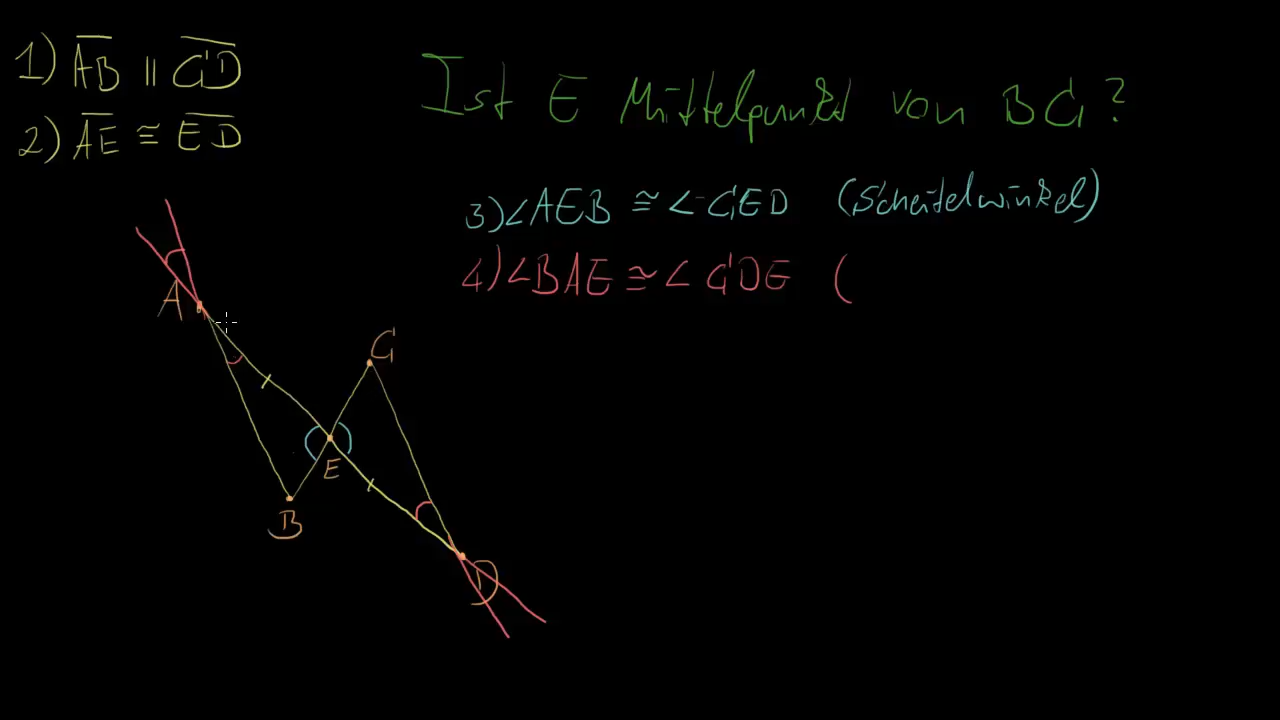 1) AB || CD
2) AE ≅ ED
Ist E Mittelpunkt von BC?
3) ∠AEB ≅ ∠CED (Scheitelwinkel)
4) ∠BAE ≅ ∠CDE (
A
C
E
B
D